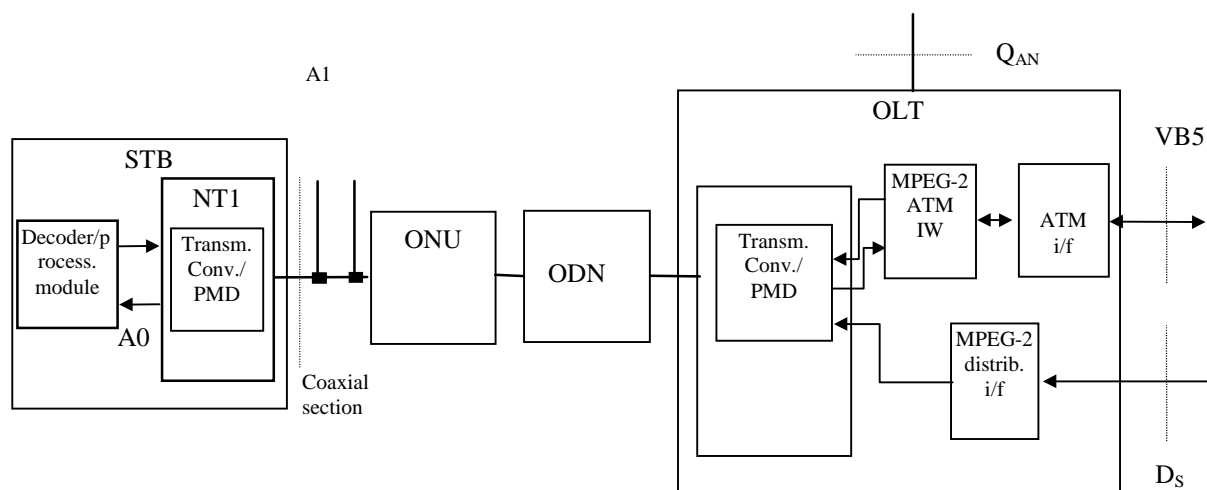 A1
Q_AN
OLT
VB5
STB
NT1
Decoder/p
rocess.
module
Transm.
Conv./
PMD
A0
Coaxial
section
ONU
ODN
Transm.
Conv./
PMD
MPEG-2
ATM
IW
ATM
i/f
MPEG-2
distrib.
i/f
D_S